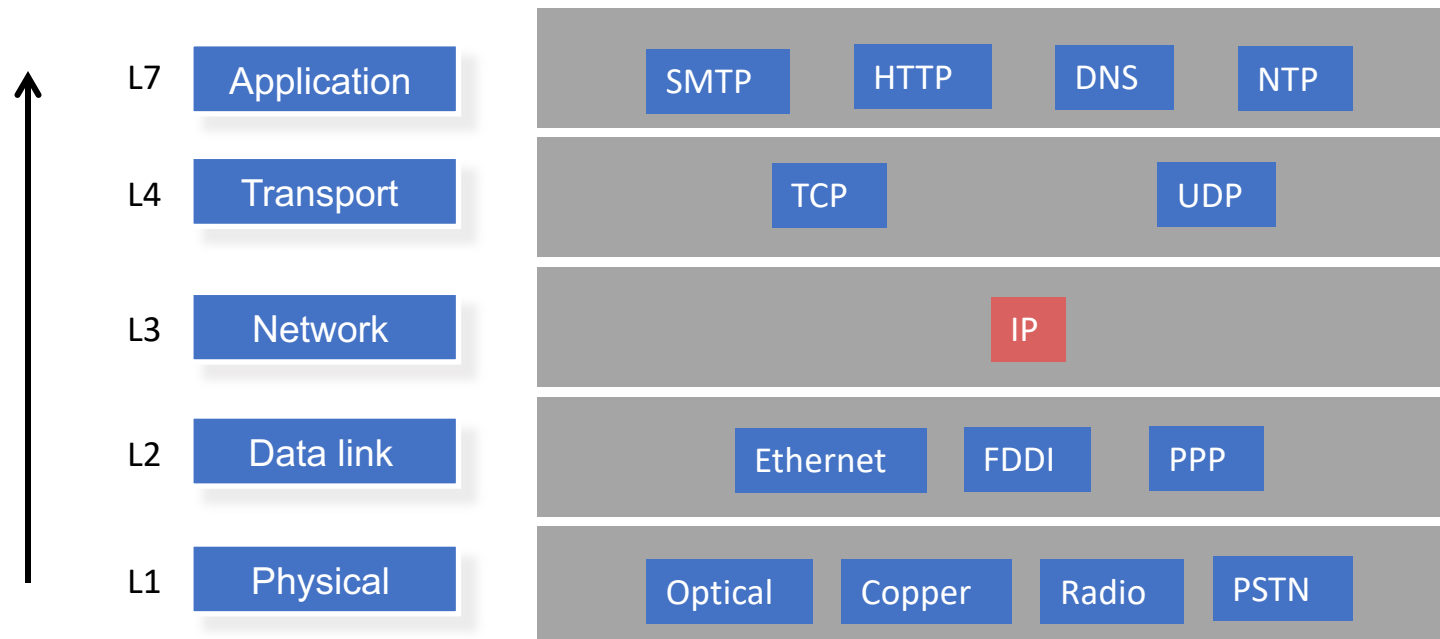 L7 Application SMTP HTTP DNS NTP
L4 Transport TCP UDP
L3 Network IP
L2 Data link Ethernet FDDI PPP
L1 Physical Optical Copper Radio PSTN